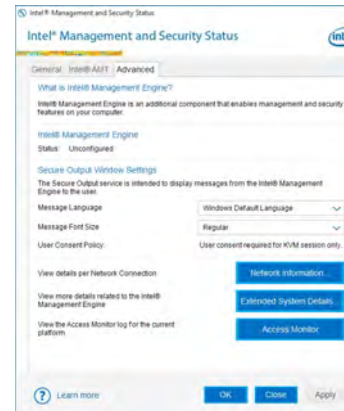 Intel® Management and Security Status
Intel® Management and Security Status
General Intel® AMT Advanced
What is Intel® Management Engine?
Intel® Management Engine is an additional component that enables management and security
features on your computer.
Intel® Management Engine
Status: Unconfigured
Secure Output Window Settings
The Secure Output service is intended to display messages from the Intel® Management
Engine to the user.
Message Language Windows Default Language
Message Font Size Regular
User Consent Policy: User consent required for KVM session only.
View details per Network Connection Network Information...
View more details related to the Intel®
Management Engine Extended System Details...
View the Access Monitor log for the current
platform Access Monitor
? Learn more OK Close Apply